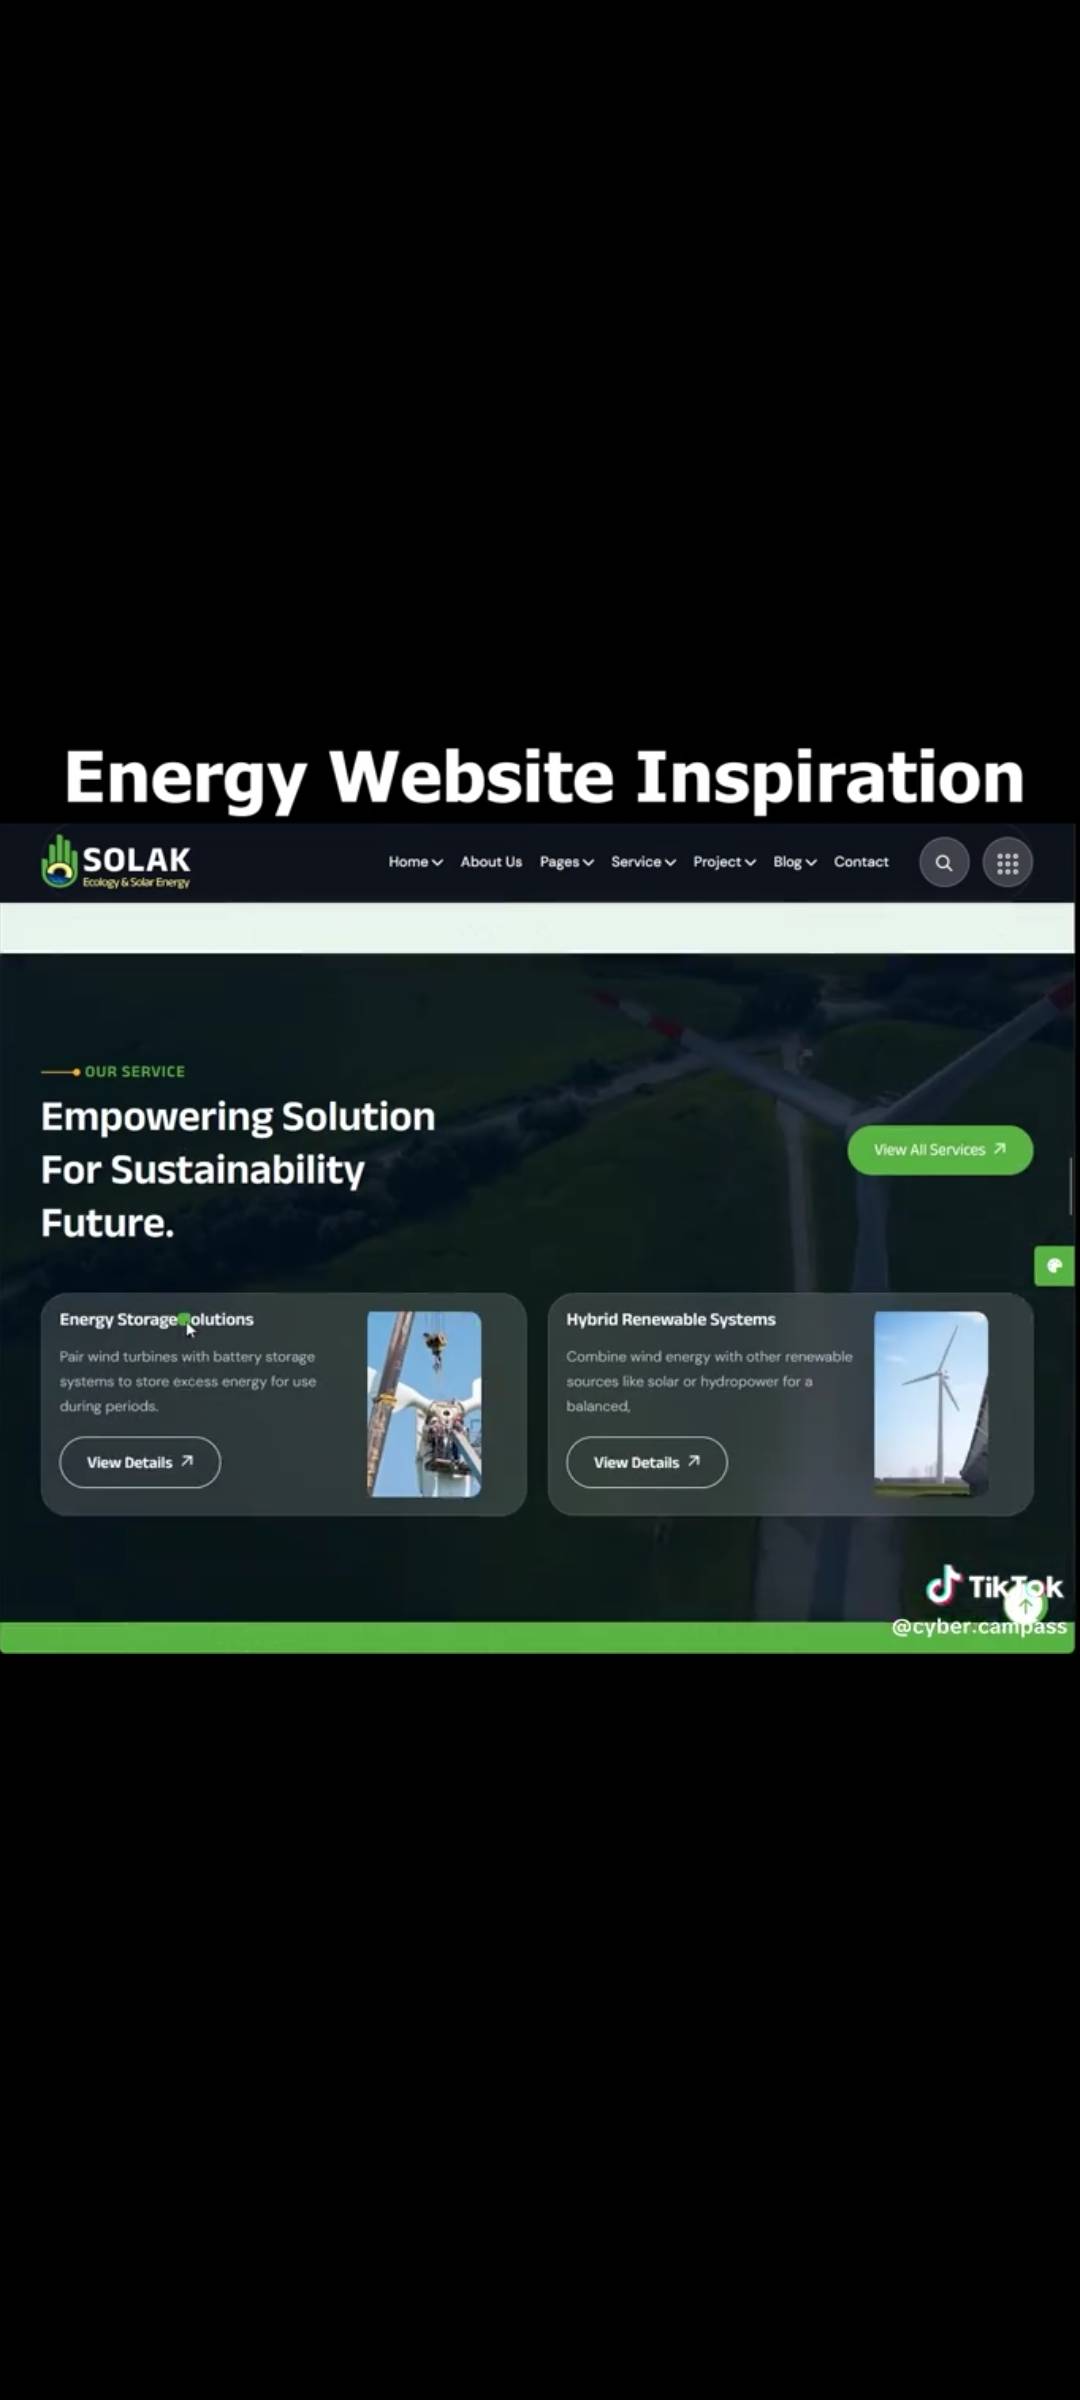 Energy Website Inspiration
SOLAK
Ecology & Solar Energy
Home About Us Pages Service Project Blog Contact
OUR SERVICE
Empowering Solution
For Sustainability
Future.
View All Services
Energy Storage olutions
Pair wind turbines with battery storage
systems to store excess energy for use
during periods.
View Details
Hybrid Renewable Systems
Combine wind energy with other renewable
sources like solar or hydropower for a
balanced,
View Details
TikTok
@cyber.campass